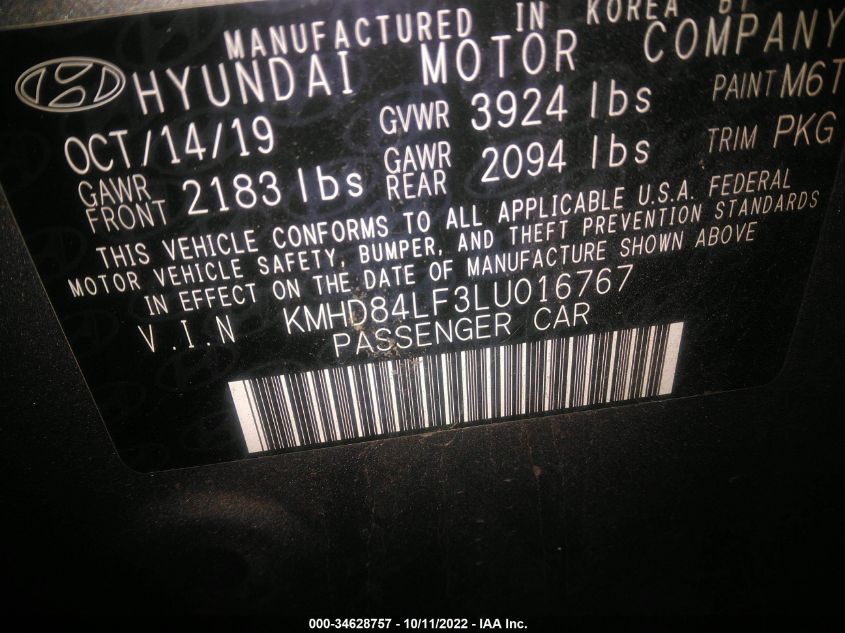 MANUFACTURED IN KOREA BY
HYUNDAI MOTOR COMPANY
OCT/14/19 GVWR 3924 lbs PAINT M6T
GAWR FRONT 2183 lbs GAWR REAR 2094 lbs TRIM PKG
THIS VEHICLE CONFORMS TO ALL APPLICABLE U.S.A. FEDERAL
MOTOR VEHICLE SAFETY, BUMPER, AND THEFT PREVENTION STANDARDS
IN EFFECT ON THE DATE OF MANUFACTURE SHOWN ABOVE
V.I.N KMHD84LF3LU016767
PASSENGER CAR
000-34628757 - 10/11/2022 - IAA Inc.